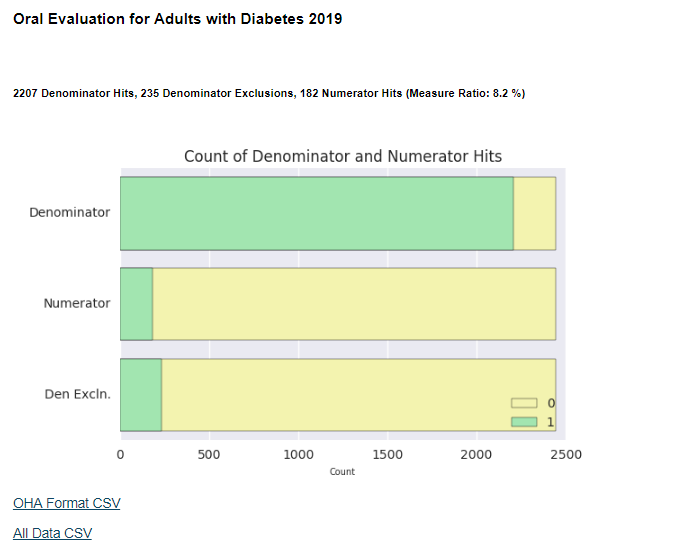 Oral Evaluation for Adults with Diabetes 2019
2207 Denominator Hits, 235 Denominator Exclusions, 182 Numerator Hits (Measure Ratio: 8.2 %)
Count of Denominator and Numerator Hits
Denominator
Numerator
Den Excln.
0
1
0 500 1000 1500 2000 2500
Count
OHA Format CSV
All Data CSV